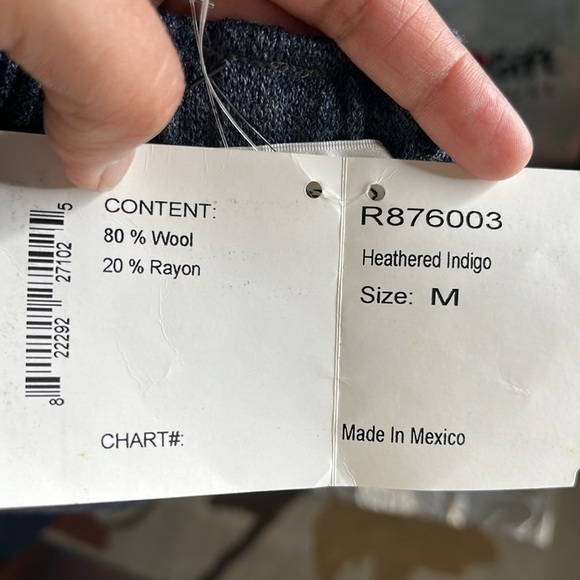 CONTENT:
80 % Wool
20 % Rayon
CHART#:
8 22292 27102 5
R876003
Heathered Indigo
Size: M
Made In Mexico